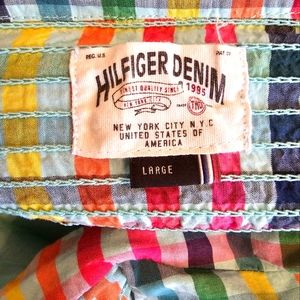 REG. U.S. PAT. OFF
HILFIGER DENIM
FINEST QUALITY SINCE 1995
NEW YORK CITY
TRADE
NEW YORK CITY N.Y.C
UNITED STATES OF
AMERICA
LARGE